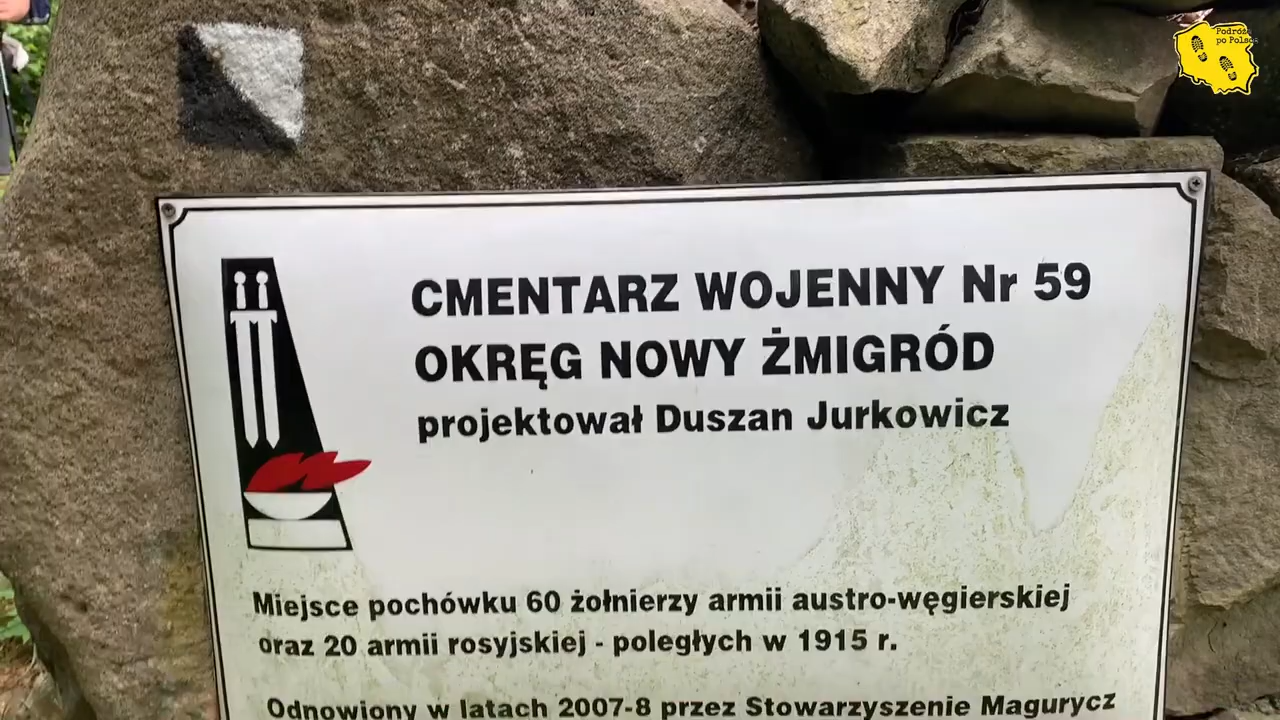 Podróże
po Polsce
CMENTARZ WOJENNY Nr 59
OKRĘG NOWY ŻMIGRÓD
projektował Duszan Jurkowicz
Miejsce pochówku 60 żołnierzy armii austro-węgierskiej
oraz 20 armii rosyjskiej - poległych w 1915 r.
Odnowiony w latach 2007-8 przez Stowarzyszenie Magurycz